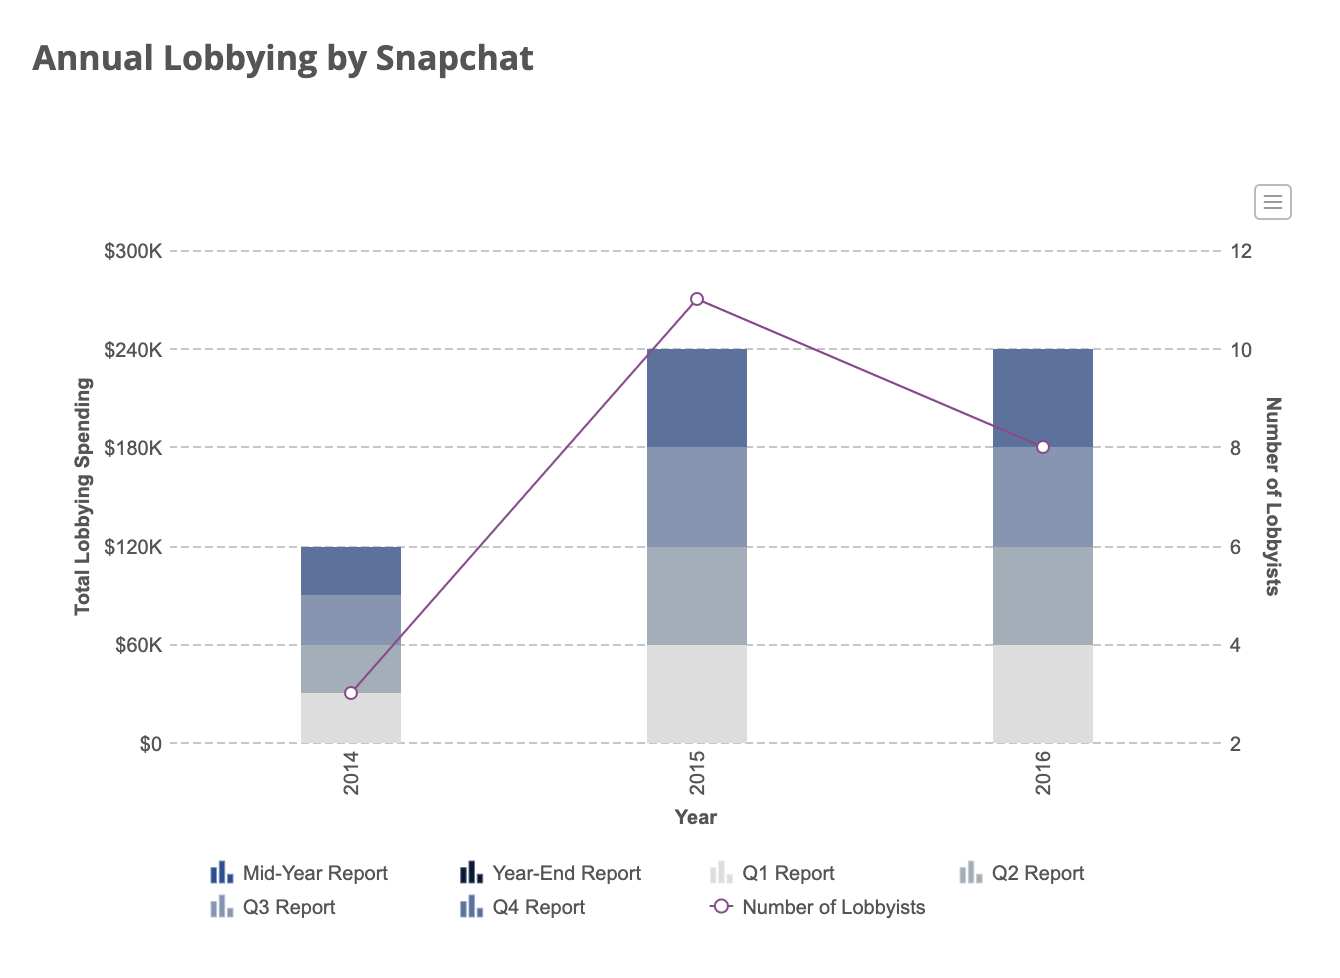 Annual Lobbying by Snapchat
$300K
12
$240K
10
$180K
8
$120K
6
$60K
4
$0
2
Total Lobbying Spending
Number of Lobbyists
2014
2015
2016
Year
Mid-Year Report
Year-End Report
Q1 Report
Q2 Report
Q3 Report
Q4 Report
Number of Lobbyists